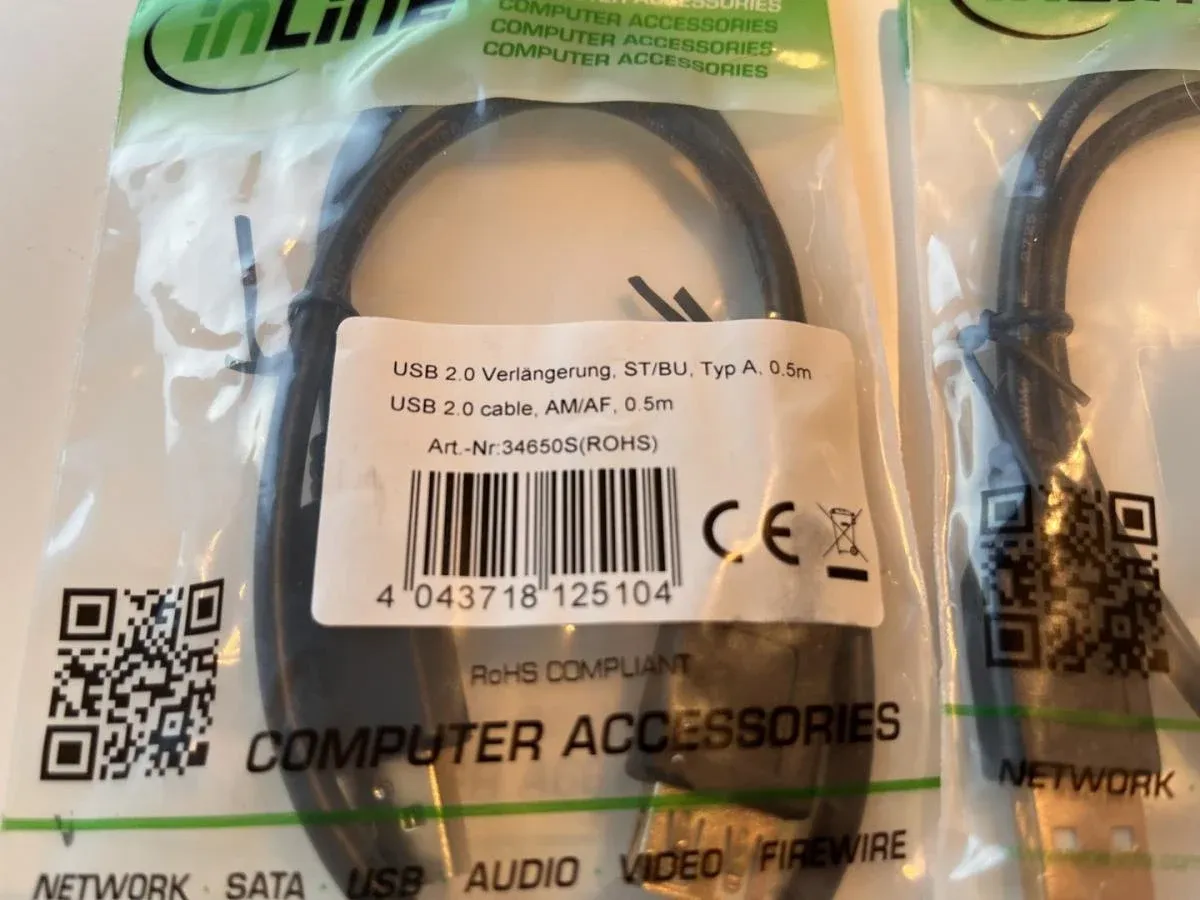 inLine
COMPUTER ACCESSORIES
COMPUTER ACCESSORIES
COMPUTER ACCESSORIES
COMPUTER ACCESSORIES
USB 2.0 Verlängerung, ST/BU, Typ A, 0.5m
USB 2.0 cable, AM/AF, 0.5m
Art.-Nr:34650S(ROHS)
CE
4 043718 125104
RoHS COMPLIANT
COMPUTER ACCESSORIES
NETWORK · SATA · USB · AUDIO · VIDEO · FIREWIRE
NETWORK ·